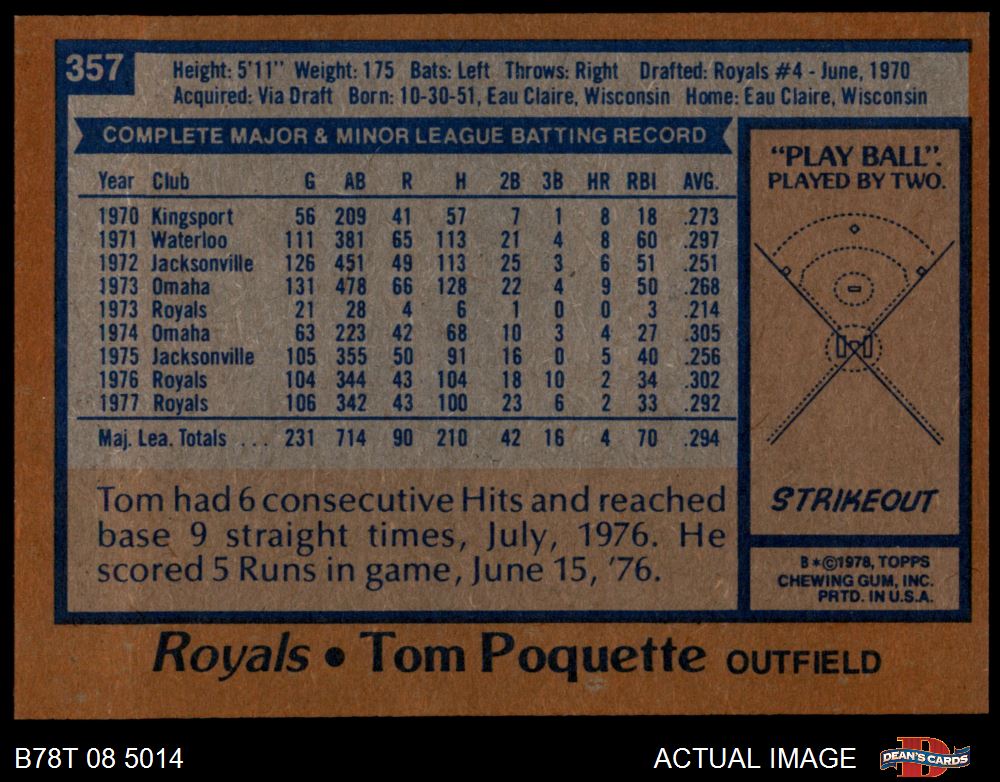 357
Height: 5'11" Weight: 175 Bats: Left Throws: Right Drafted: Royals #4 - June, 1970
Acquired: Via Draft Born: 10-30-51, Eau Claire, Wisconsin Home: Eau Claire, Wisconsin
COMPLETE MAJOR & MINOR LEAGUE BATTING RECORD
Year Club G AB R H 2B 3B HR RBI AVG.
1970 Kingsport 56 209 41 57 7 1 8 18 .273
1971 Waterloo 111 381 65 113 21 4 8 60 .297
1972 Jacksonville 126 451 49 113 25 3 6 51 .251
1973 Omaha 131 478 66 128 22 4 9 50 .268
1973 Royals 21 28 4 6 1 0 0 3 .214
1974 Omaha 63 223 42 68 10 3 4 27 .305
1975 Jacksonville 105 355 50 91 16 0 5 40 .256
1976 Royals 104 344 43 104 18 10 2 34 .302
1977 Royals 106 342 43 100 23 6 2 33 .292
Maj. Lea. Totals ... 231 714 90 210 42 16 4 70 .294
Tom had 6 consecutive Hits and reached
base 9 straight times, July, 1976. He
scored 5 Runs in game, June 15, '76.
"PLAY BALL".
PLAYED BY TWO.
STRIKEOUT
B*©1978, TOPPS
CHEWING GUM, INC.
PRTD. IN U.S.A.
Royals • Tom Poquette OUTFIELD
B78T 08 5014
ACTUAL IMAGE
DEAN'S CARDS